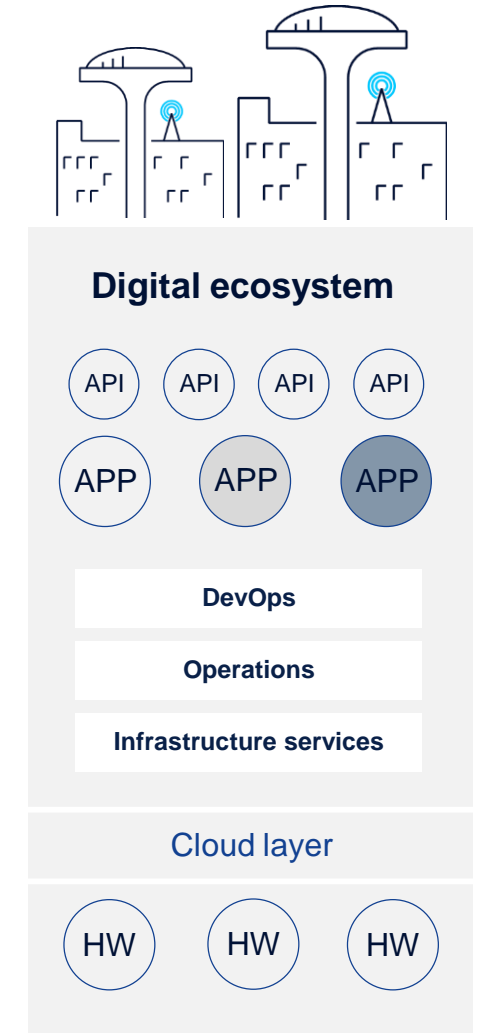 Digital ecosystem
API API API API
APP APP APP
DevOps
Operations
Infrastructure services
Cloud layer
HW HW HW